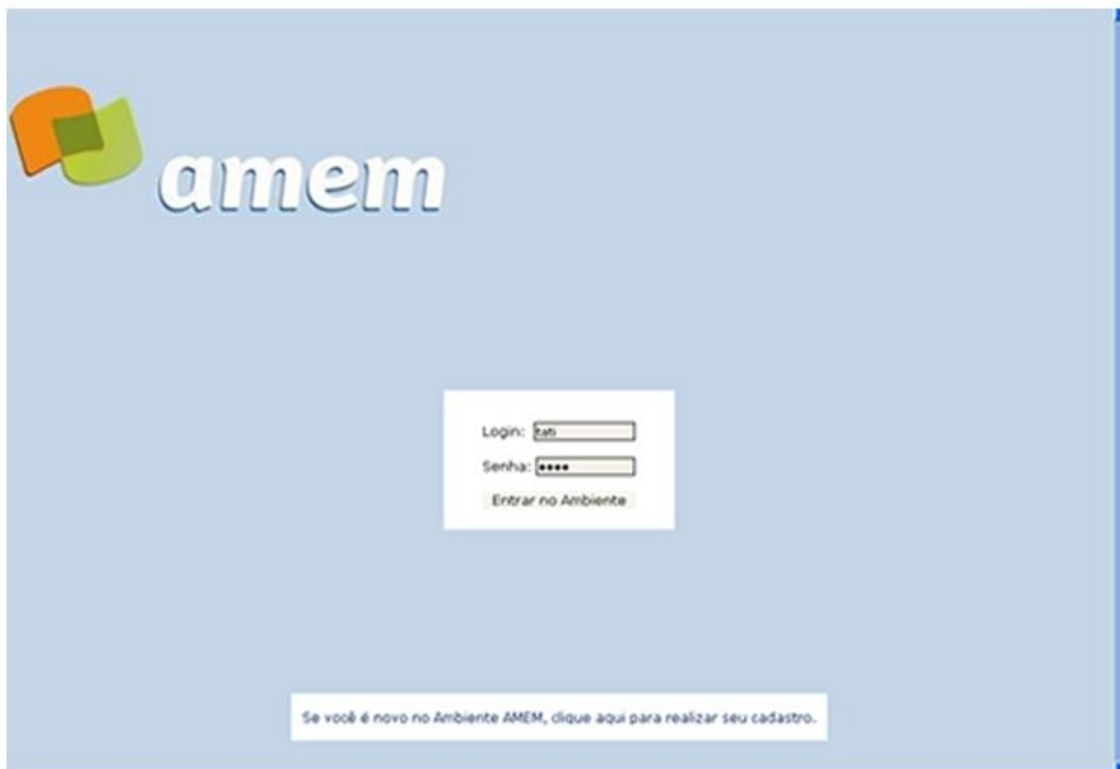 amem
Login: tati
Senha: ••••
Entrar no Ambiente
Se você é novo no Ambiente AMEM, clique aqui para realizar seu cadastro.